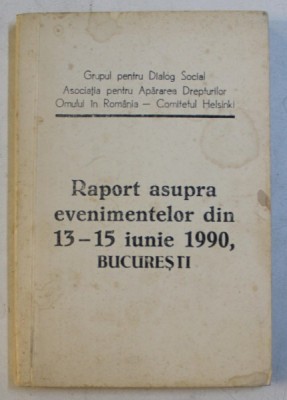 Grupul pentru Dialog Social
Asociația pentru Apărarea Drepturilor
Omului în România — Comitetul Helsinki
Raport asupra
evenimentelor din
13 – 15 iunie 1990,
BUCUREȘTI